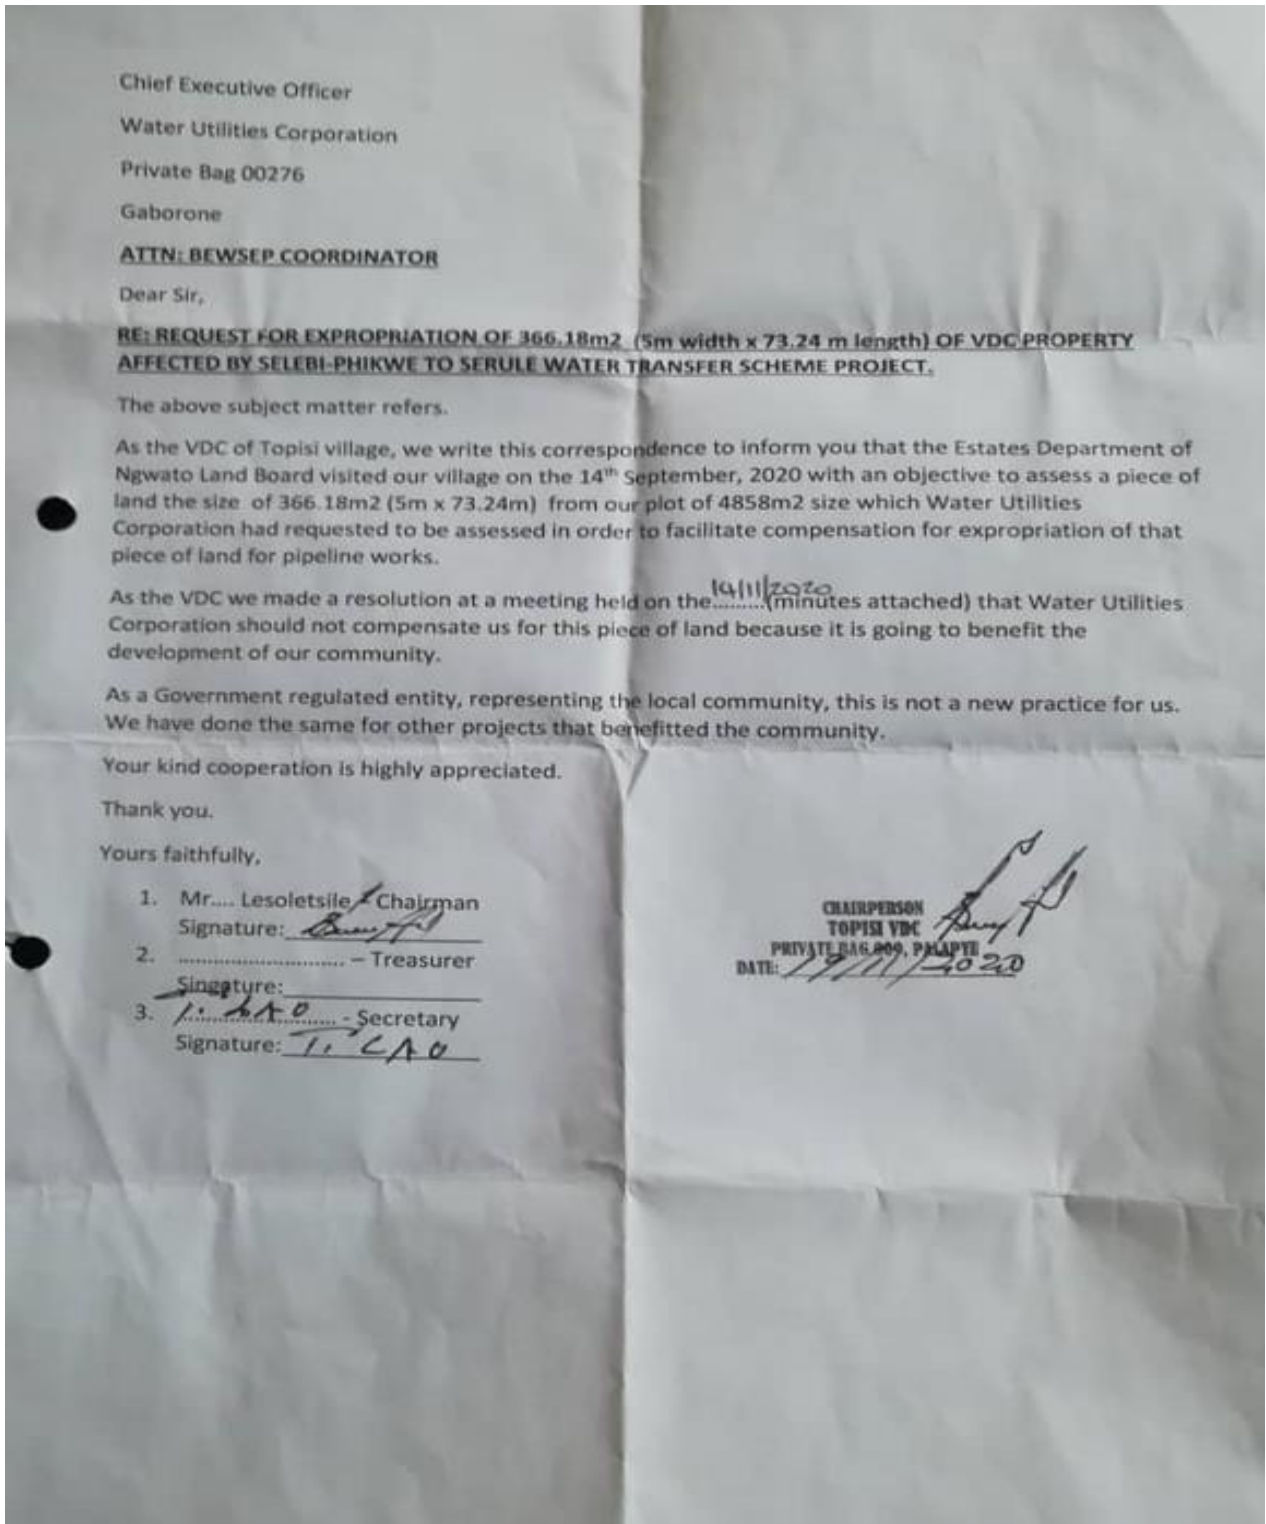 Chief Executive Officer
Water Utilities Corporation
Private Bag 00276
Gaborone
ATTN: BEWSEP COORDINATOR
Dear Sir,
RE: REQUEST FOR EXPROPRIATION OF 366.18m2 (5m width x 73.24 m length) OF VDC PROPERTY
AFFECTED BY SELEBI-PHIKWE TO SERULE WATER TRANSFER SCHEME PROJECT.
The above subject matter refers.
As the VDC of Topisi village, we write this correspondence to inform you that the Estates Department of
Ngwato Land Board visited our village on the 14th September, 2020 with an objective to assess a piece of
land the size of 366.18m2 (5m x 73.24m) from our plot of 4858m2 size which Water Utilities
Corporation had requested to be assessed in order to facilitate compensation for expropriation of that
piece of land for pipeline works.
As the VDC we made a resolution at a meeting held on the 14/11/2020 (minutes attached) that Water Utilities
Corporation should not compensate us for this piece of land because it is going to benefit the
development of our community.
As a Government regulated entity, representing the local community, this is not a new practice for us.
We have done the same for other projects that benefitted the community.
Your kind cooperation is highly appreciated.
Thank you.
Yours faithfully,
1. Mr.... Lesoletsile Chairman
Signature:
2. .............................. – Treasurer
Singature:
3. - Secretary
Signature: T. CAO
CHAIRPERSON
TOPISI VDC
PRIVATE BAG 009, PALAPYE
DATE: 19/11/2020